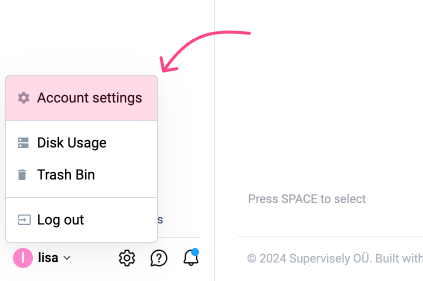 Account settings
Disk Usage
Trash Bin
Log out
s
Press SPACE to select
l lisa
© 2024 Supervisely OÜ. Built with